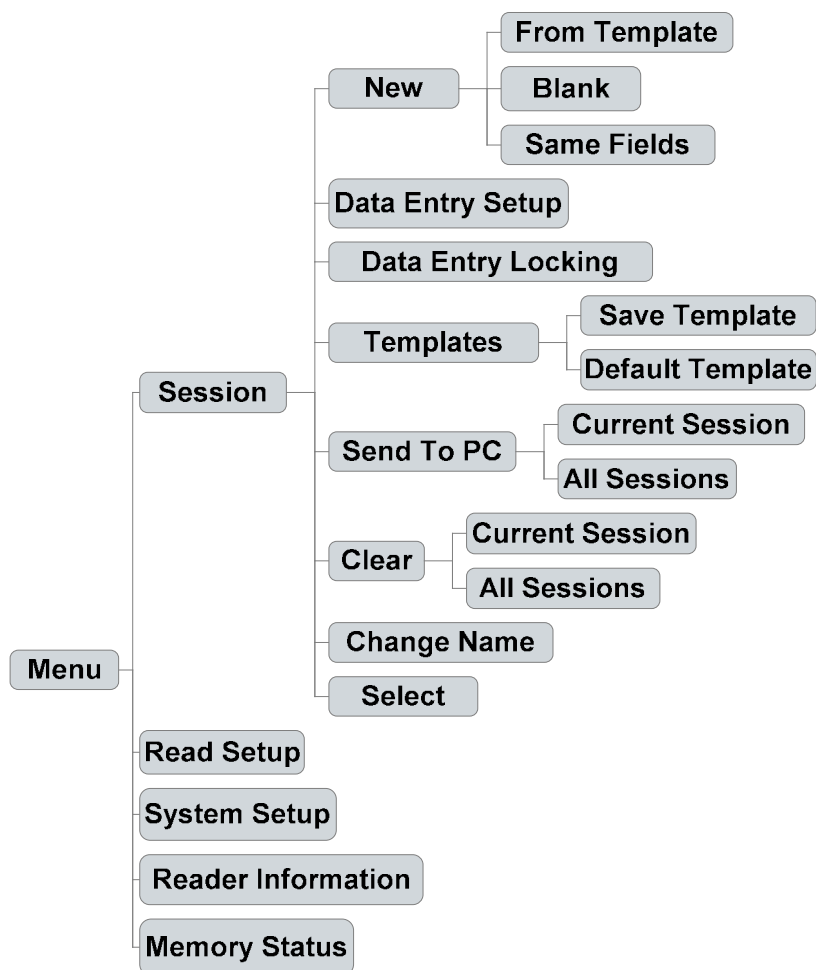 From Template
New
Blank
Same Fields
Data Entry Setup
Data Entry Locking
Save Template
Templates
Default Template
Session
Current Session
Send To PC
All Sessions
Current Session
Clear
All Sessions
Change Name
Menu
Select
Read Setup
System Setup
Reader Information
Memory Status